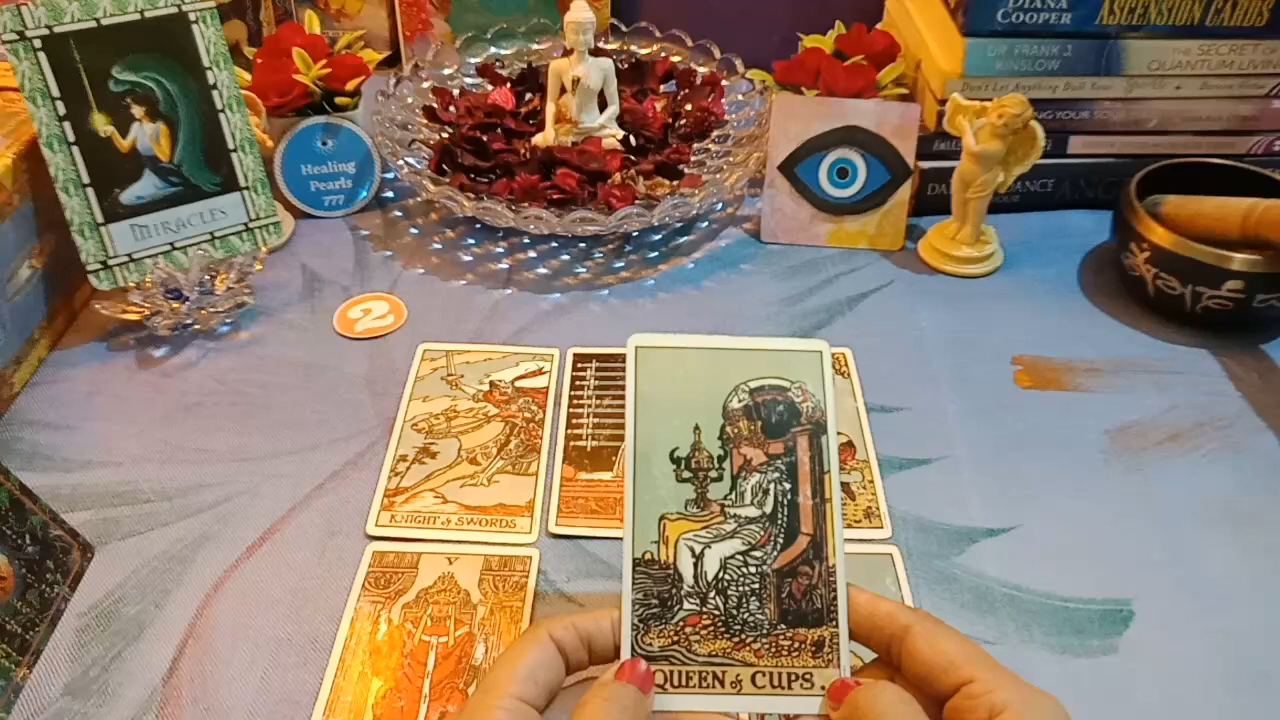 DIANA
COOPER
ASCENSION CARDS
DR. FRANK J.
KINSLOW
THE SECRET OF
QUANTUM LIVING
Don't Let Anything Dull Your
DANCE
MIRACLES
Healing
Pearls
777
2
KNIGHT of SWORDS.
V
QUEEN of CUPS.